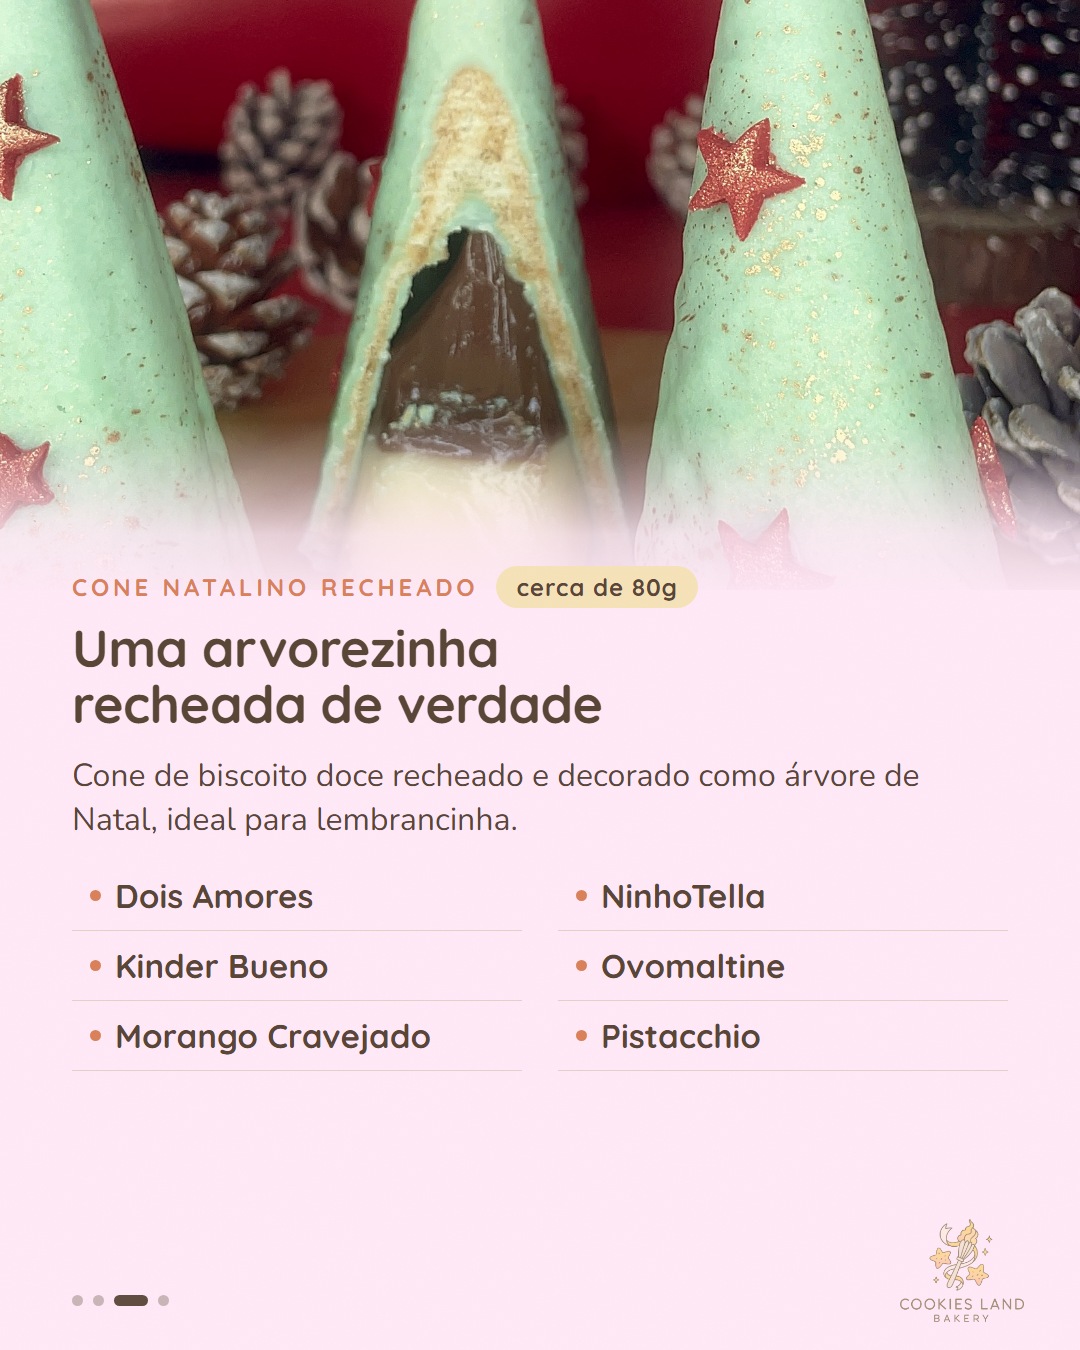 CONE NATALINO RECHEADO cerca de 80g
Uma arvorezinha
recheada de verdade
Cone de biscoito doce recheado e decorado como árvore de
Natal, ideal para lembrancinha.
Dois Amores
NinhoTella
Kinder Bueno
Ovomaltine
Morango Cravejado
Pistacchio
COOKIES LAND
BAKERY